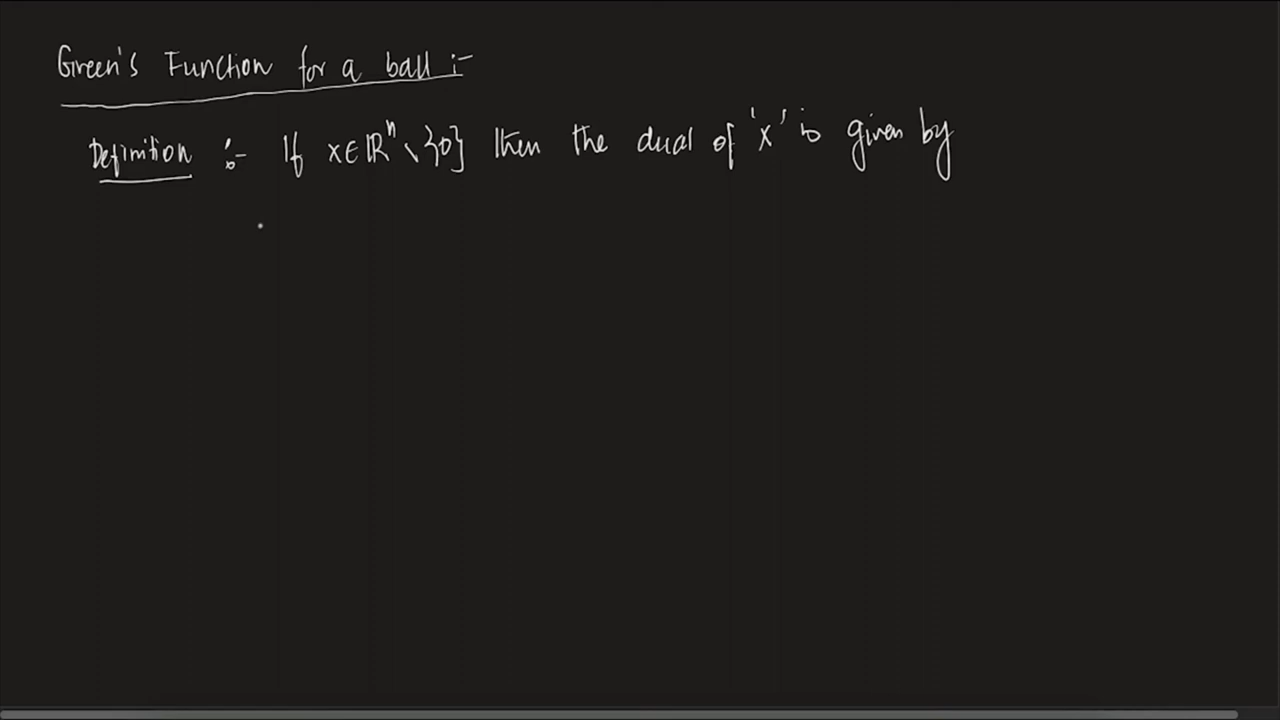 Green's Function for a ball :-
Definition :- If x∈ℝⁿ \ {0} then the dual of 'x' is given by